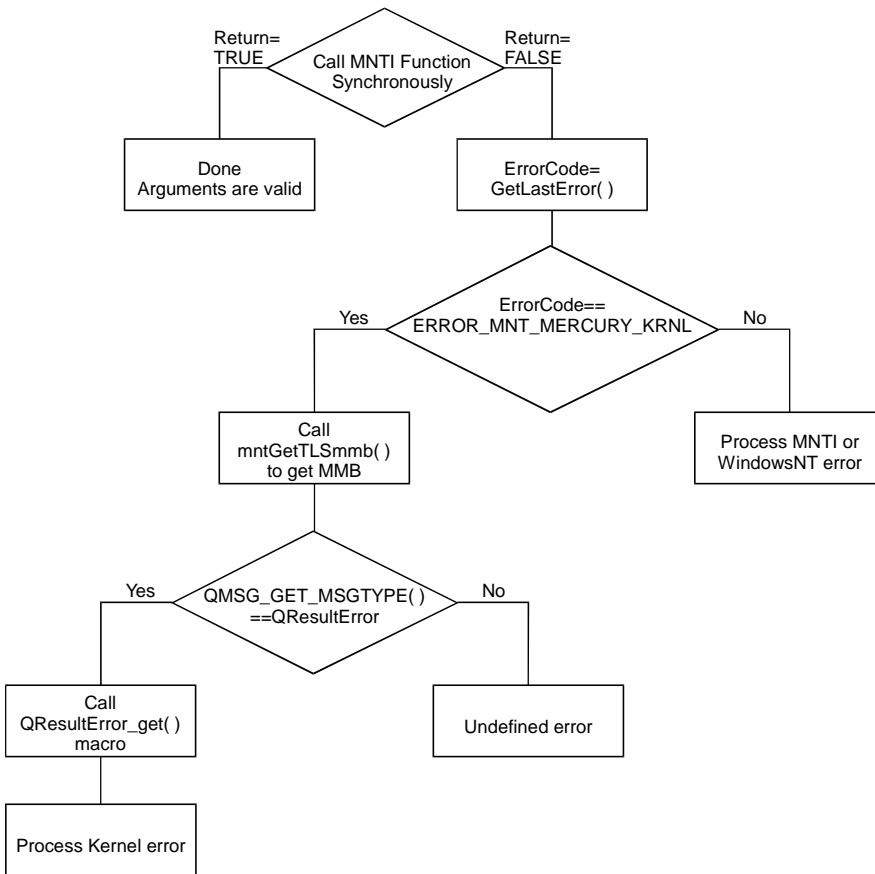 Return=
TRUE
Call MNTI Function
Synchronously
Return=
FALSE
Done
Arguments are valid
ErrorCode=
GetLastError( )
ErrorCode==
ERROR_MNT_MERCURY_KRNL
Yes
No
Call
mntGetTLSmmb( )
to get MMB
Process MNTI or
WindowsNT error
Yes
QMSG_GET_MSGTYPE( )
==QResultError
No
Call
QResultError_get( )
macro
Undefined error
Process Kernel error